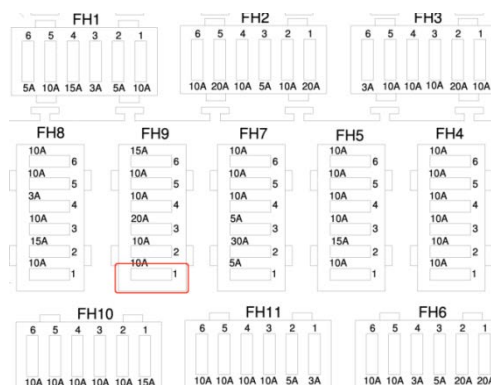 FH1 FH2 FH3
6 5 4 3 2 1 6 5 4 3 2 1 6 5 4 3 2 1
5A 10A 15A 3A 5A 10A 10A 20A 10A 5A 10A 20A 3A 10A 10A 10A 20A 10A
FH8 FH9 FH7 FH5 FH4
10A 15A 10A 10A 10A
6 6 6 6 6
10A 10A 10A 10A 10A
5 5 5 5 5
3A 10A 10A 10A 10A
4 4 4 4 4
10A 20A 5A 10A 10A
3 3 3 3 3
15A 10A 30A 15A 10A
2 2 2 2 2
10A 10A 5A 10A 10A
1 1 1 1 1
FH10 FH11 FH6
6 5 4 3 2 1 6 5 4 3 2 1 6 5 4 3 2 1
10A 10A 10A 10A 10A 15A 10A 10A 10A 10A 5A 3A 10A 10A 3A 5A 20A 20A